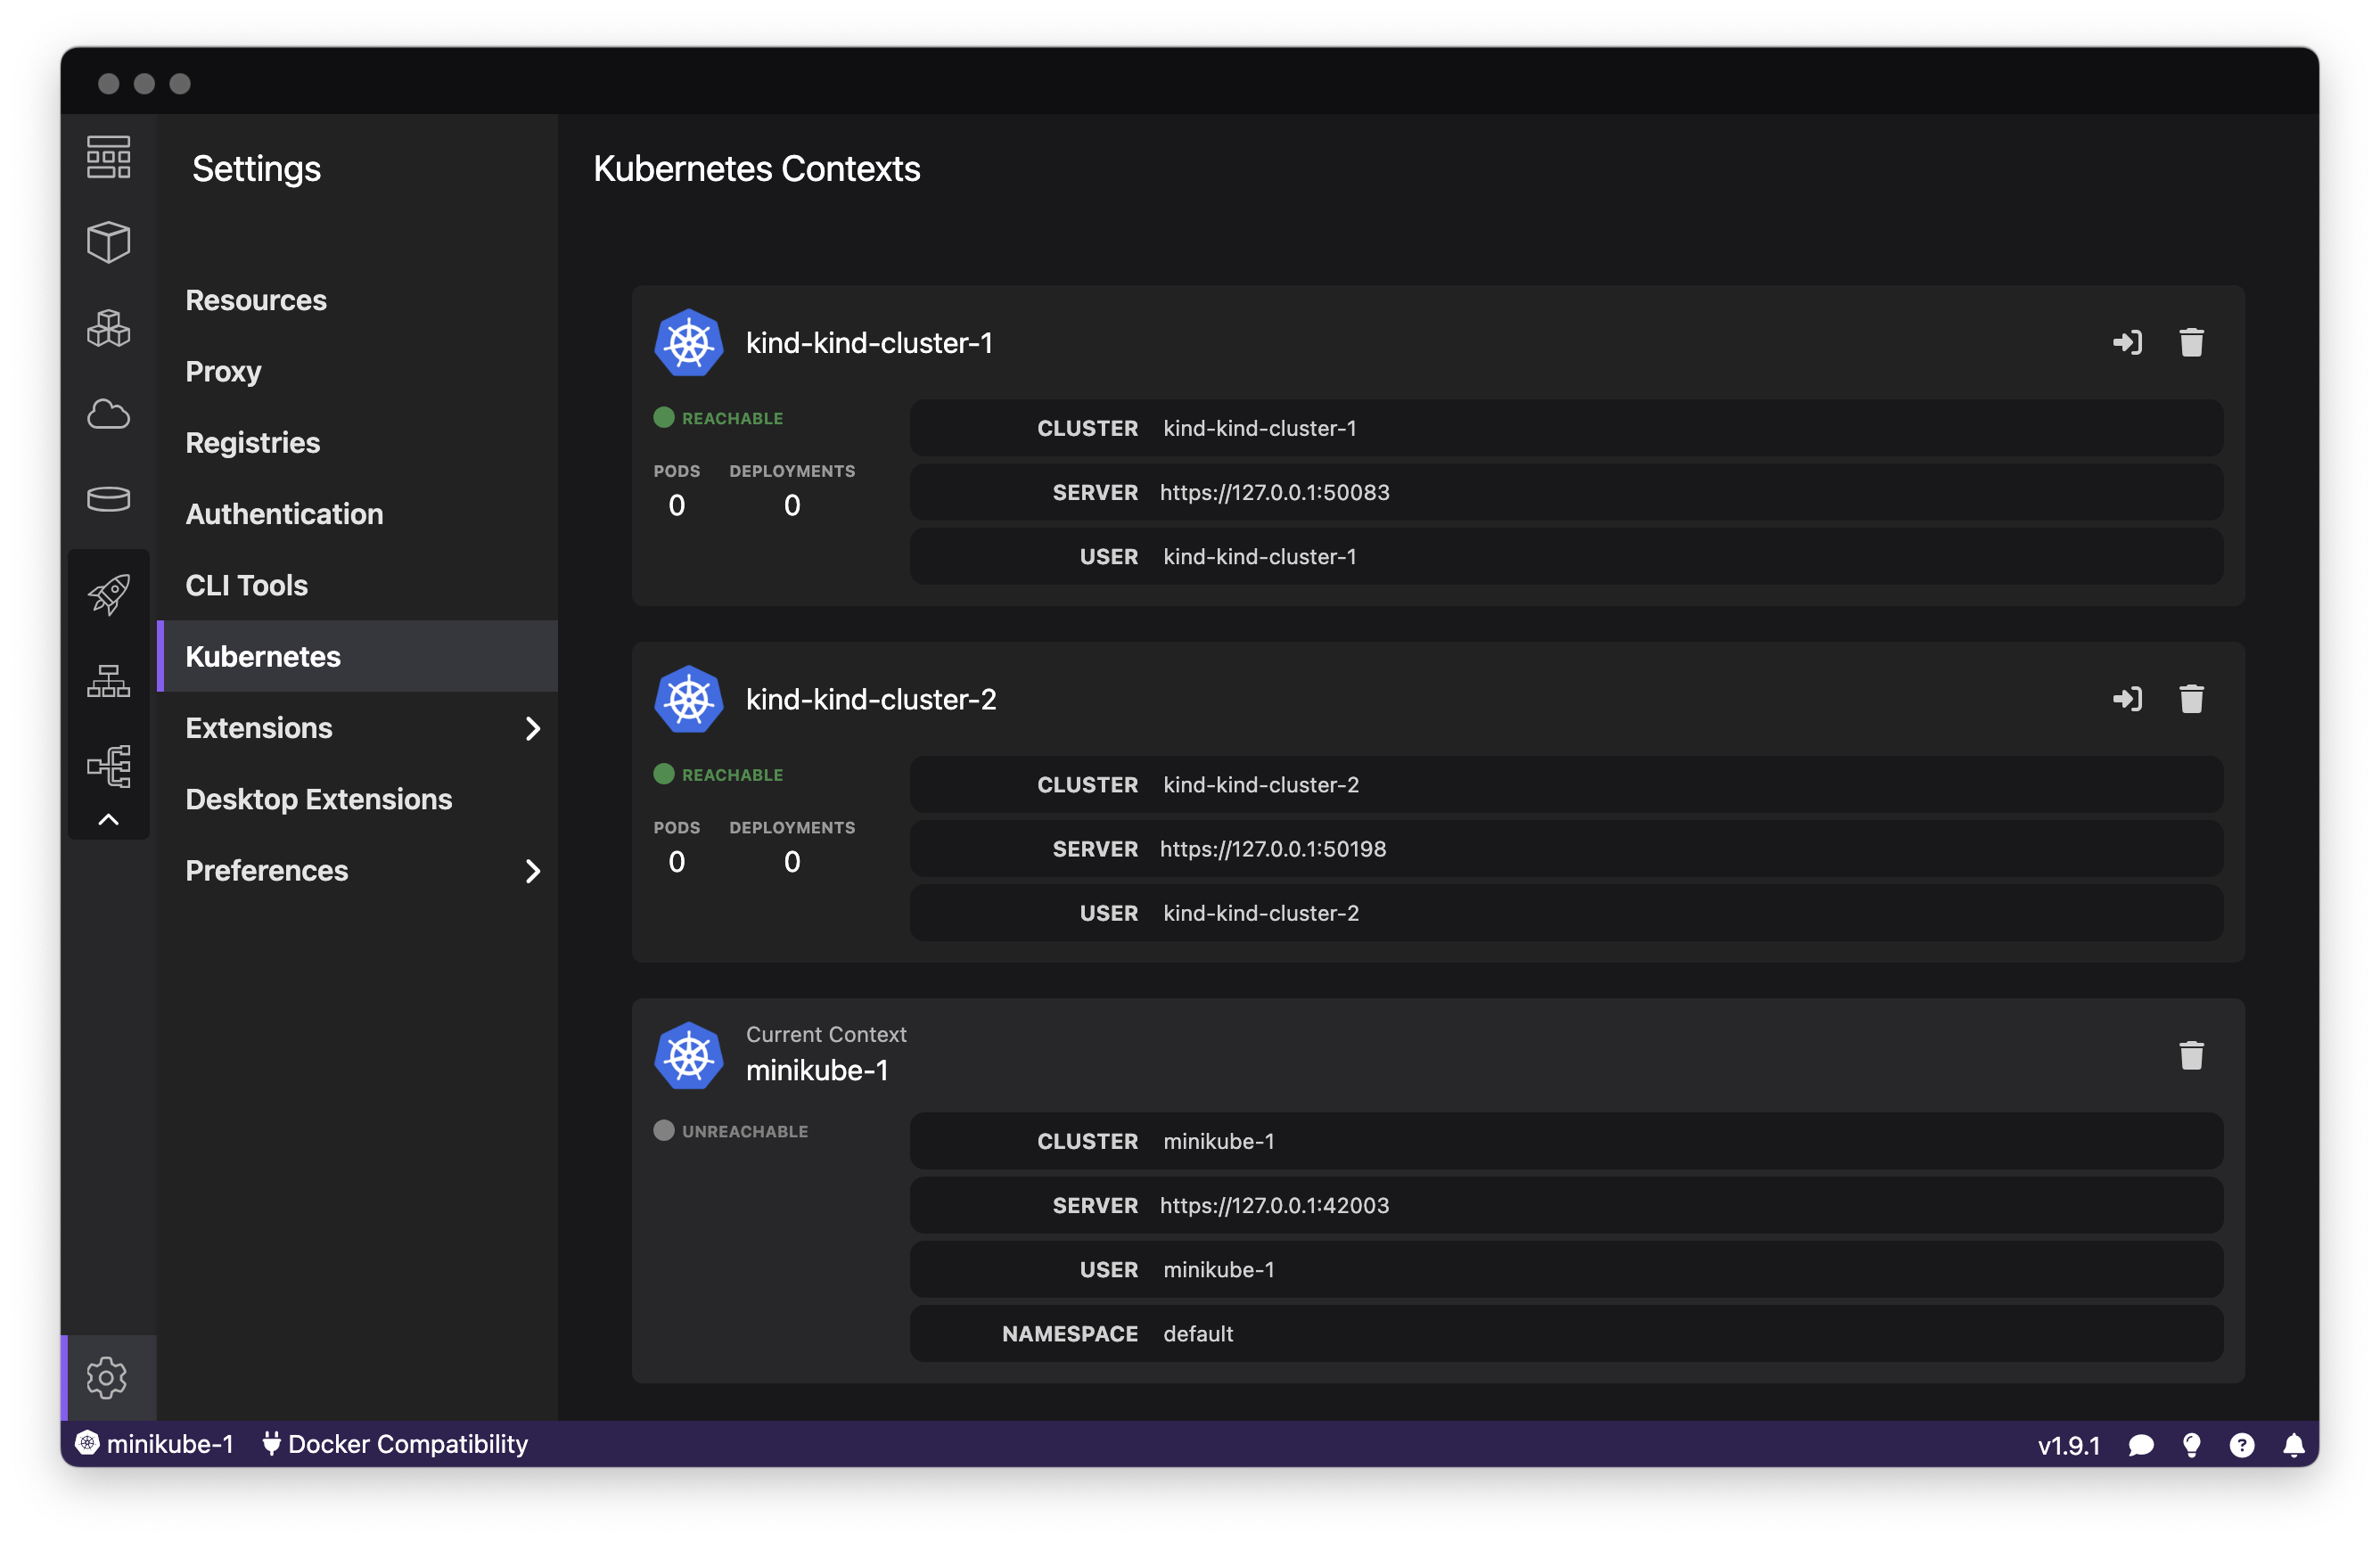 Settings
Resources
Proxy
Registries
Authentication
CLI Tools
Kubernetes
Extensions
Desktop Extensions
Preferences
Kubernetes Contexts
kind-kind-cluster-1
REACHABLE
PODS DEPLOYMENTS
0 0
CLUSTER kind-kind-cluster-1
SERVER https://127.0.0.1:50083
USER kind-kind-cluster-1
kind-kind-cluster-2
REACHABLE
PODS DEPLOYMENTS
0 0
CLUSTER kind-kind-cluster-2
SERVER https://127.0.0.1:50198
USER kind-kind-cluster-2
Current Context
minikube-1
UNREACHABLE
CLUSTER minikube-1
SERVER https://127.0.0.1:42003
USER minikube-1
NAMESPACE default
minikube-1 Docker Compatibility v1.9.1